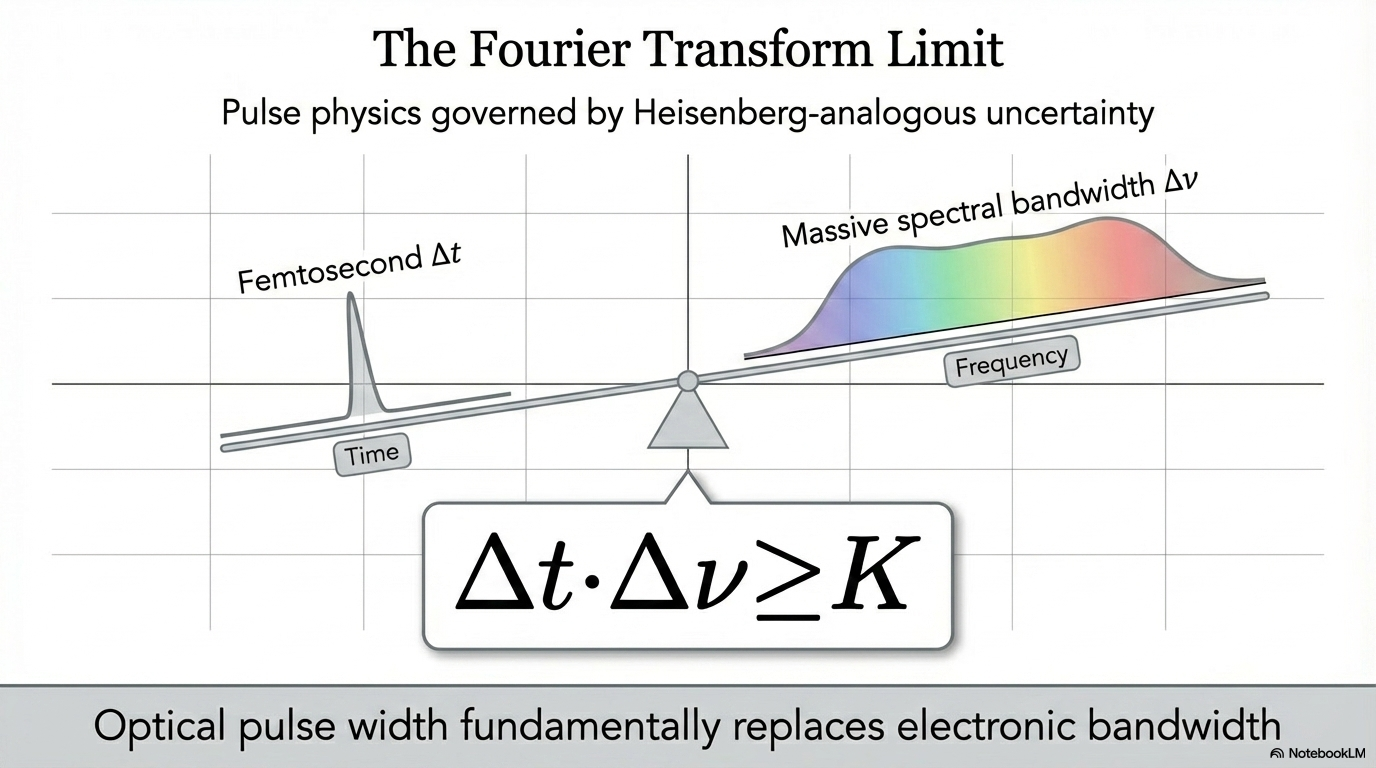 The Fourier Transform Limit
Pulse physics governed by Heisenberg-analogous uncertainty
Femtosecond Δt
Massive spectral bandwidth Δν
Time
Frequency
Δt·Δν≥K
Optical pulse width fundamentally replaces electronic bandwidth
NotebookLM